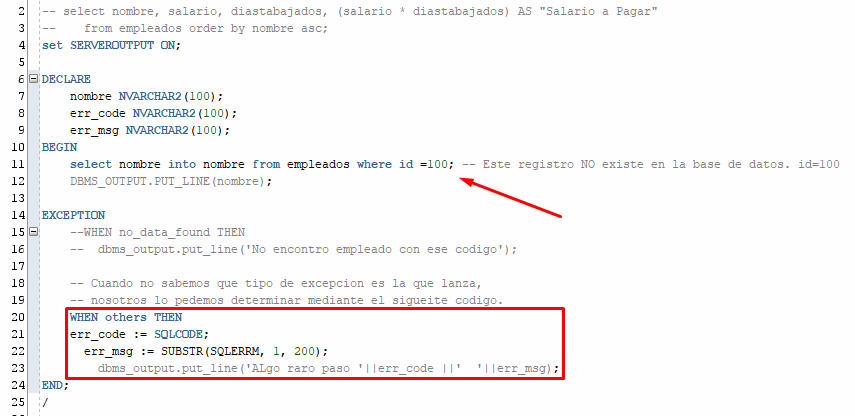 2 -- select nombre, salario, diastabajados, (salario * diastabajados) AS "Salario a Pagar"
3 --    from empleados order by nombre asc;
4 set SERVEROUTPUT ON;
5
6 DECLARE
7     nombre NVARCHAR2(100);
8     err_code NVARCHAR2(100);
9     err_msg NVARCHAR2(100);
10 BEGIN
11     select nombre into nombre from empleados where id =100; -- Este registro NO existe en la base de datos. id=100
12     DBMS_OUTPUT.PUT_LINE(nombre);
13
14 EXCEPTION
15     --WHEN no_data_found THEN
16     --  dbms_output.put_line('No encontro empleado con ese codigo');
17
18     -- Cuando no sabemos que tipo de excepcion es la que lanza,
19     -- nosotros lo pedemos determinar mediante el sigueite codigo.
20     WHEN others THEN
21     err_code := SQLCODE;
22       err_msg := SUBSTR(SQLERRM, 1, 200);
23         dbms_output.put_line('ALgo raro paso '||err_code ||'  '||err_msg);
24 END;
25 /